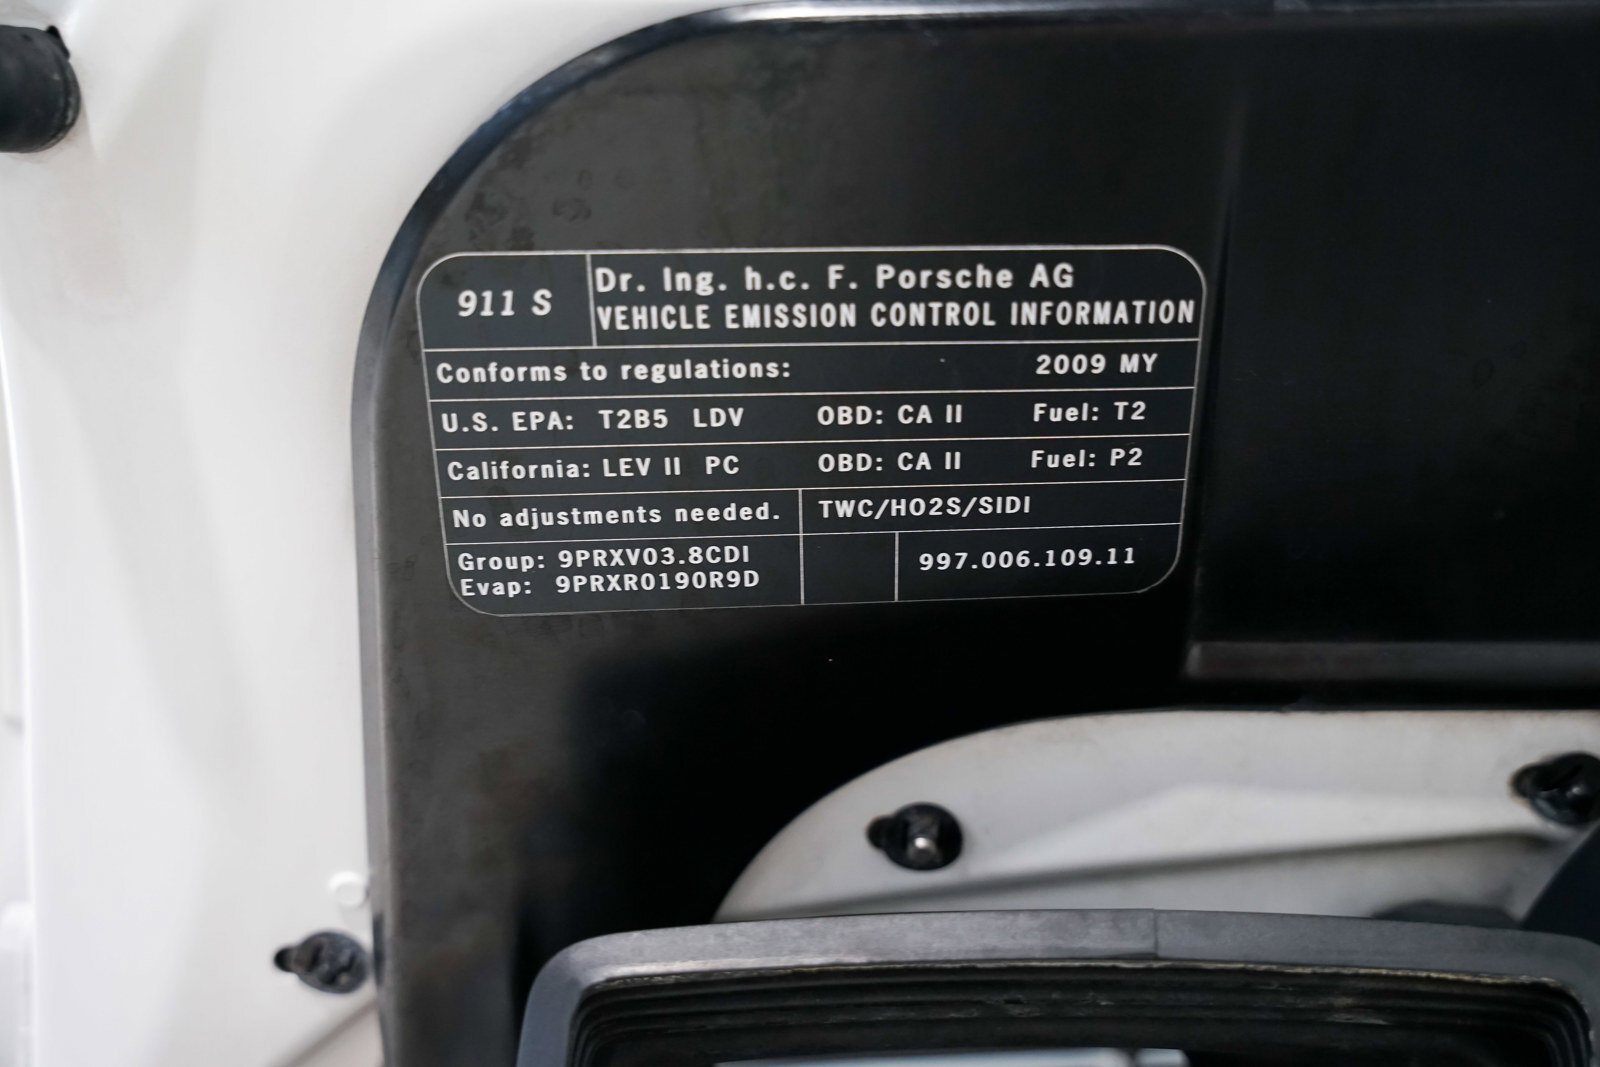 911 S
Dr. Ing. h.c. F. Porsche AG
VEHICLE EMISSION CONTROL INFORMATION
Conforms to regulations: 2009 MY
U.S. EPA: T2B5 LDV OBD: CA II Fuel: T2
California: LEV II PC OBD: CA II Fuel: P2
No adjustments needed. TWC/HO2S/SIDI
Group: 9PRXV03.8CDI
Evap: 9PRXR0190R9D
997.006.109.11